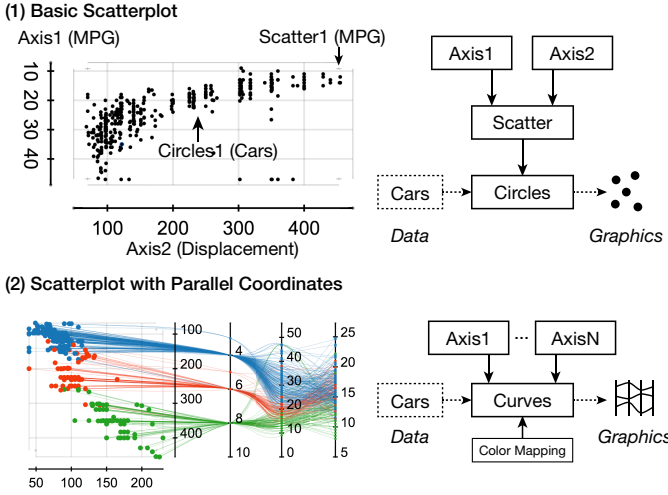 (1) Basic Scatterplot
Axis1 (MPG)
Scatter1 (MPG)
10
20
30
40
Circles1 (Cars)
100 200 300 400
Axis2 (Displacement)
Axis1 Axis2
Scatter
Cars Circles
Data Graphics
(2) Scatterplot with Parallel Coordinates
100
200
300
400
4
6
8
10
50
40
30
20
10
0
25
20
15
10
5
50 100 150 200
Axis1 ... AxisN
Cars Curves
Data Graphics
Color Mapping